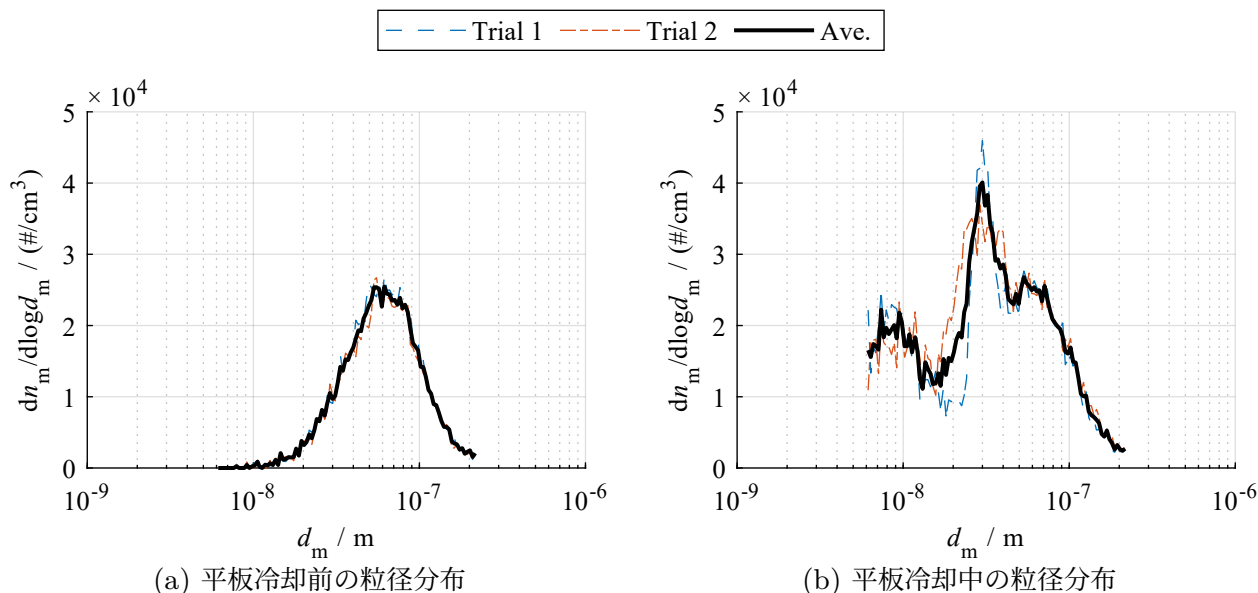 Trial 1 Trial 2 Ave.
× 10^4
5
4
3
2
1
0
dn_m/dlogd_m / (#/cm^3)
10^-9 10^-8 10^-7 10^-6
d_m / m
(a) 平板冷却前の粒径分布
× 10^4
5
4
3
2
1
0
dn_m/dlogd_m / (#/cm^3)
10^-9 10^-8 10^-7 10^-6
d_m / m
(b) 平板冷却中の粒径分布